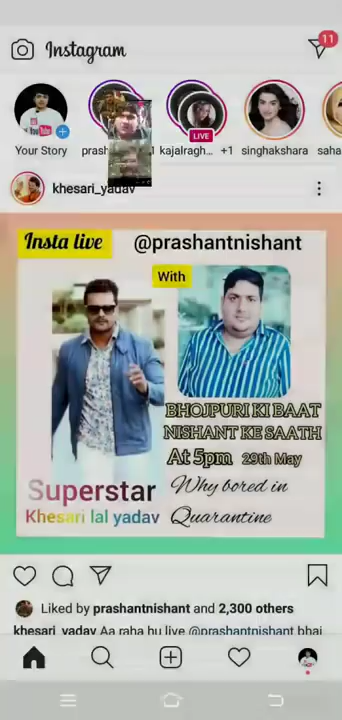 Instagram
11
LIVE
Your Story
prash
1
kajalragh... +1
singhakshara
saha
khesari_yadav
Insta live
@prashantnishant
With
BHOJPURI KI BAAT
NISHANT KE SAATH
At 5pm 29th May
Superstar
Khesari lal yadav
Why bored in
Quarantine
Liked by prashantnishant and 2,300 others
khesari_yadav Aa raha hu live @prashantnishant bhai